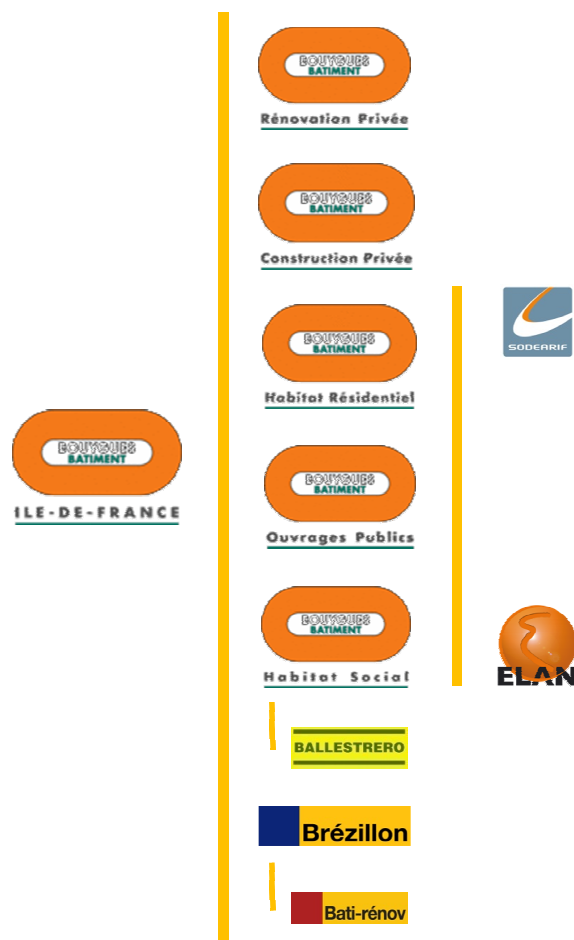 BOUYGUES
BATIMENT
ILE-DE-FRANCE
BOUYGUES
BATIMENT
Rénovation Privée
BOUYGUES
BATIMENT
Construction Privée
BOUYGUES
BATIMENT
Habitat Résidentiel
BOUYGUES
BATIMENT
Ouvrages Publics
BOUYGUES
BATIMENT
Habitat Social
BALLESTRERO
Brézillon
Bati-rénov
SODEARIF
ELAN